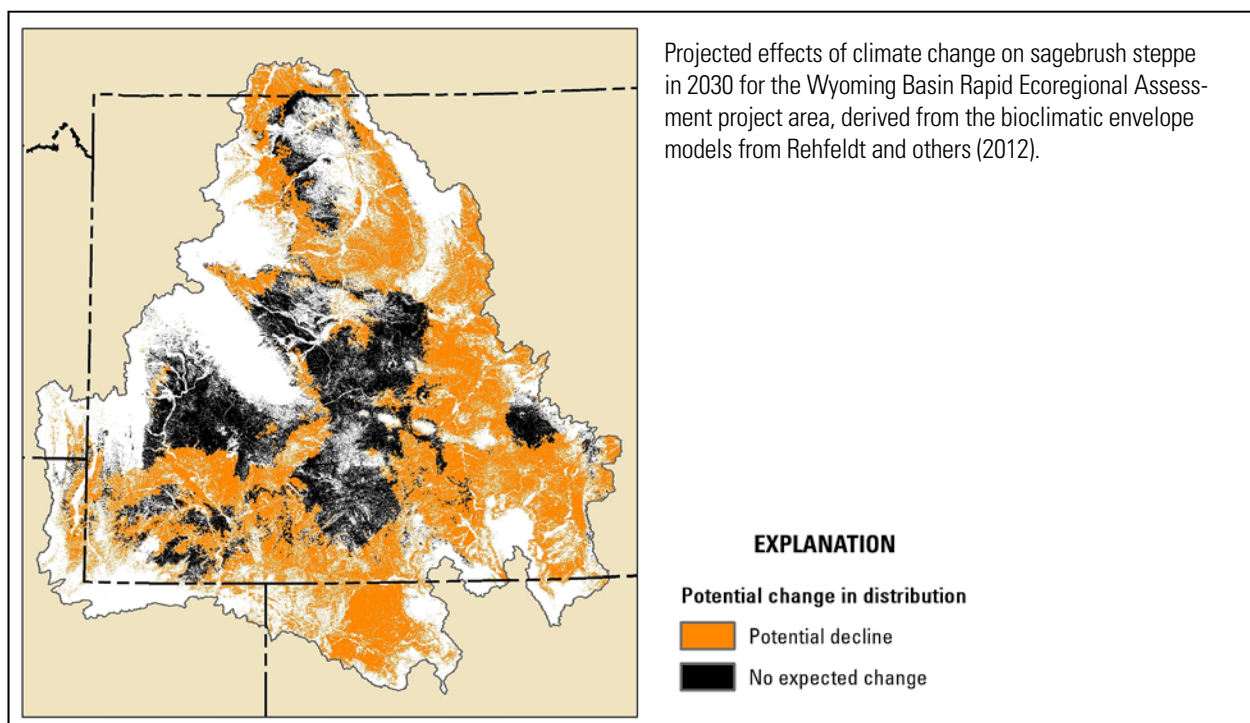 Projected effects of climate change on sagebrush steppe
in 2030 for the Wyoming Basin Rapid Ecoregional Assess-
ment project area, derived from the bioclimatic envelope
models from Rehfeldt and others (2012).
EXPLANATION
Potential change in distribution
Potential decline
No expected change